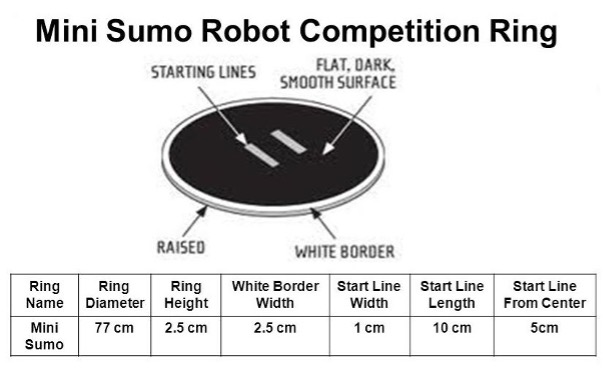 Mini Sumo Robot Competition Ring
STARTING LINES
FLAT, DARK,
SMOOTH SURFACE
RAISED
WHITE BORDER
Ring Name | Ring Diameter | Ring Height | White Border Width | Start Line Width | Start Line Length | Start Line From Center
Mini Sumo | 77 cm | 2.5 cm | 2.5 cm | 1 cm | 10 cm | 5cm